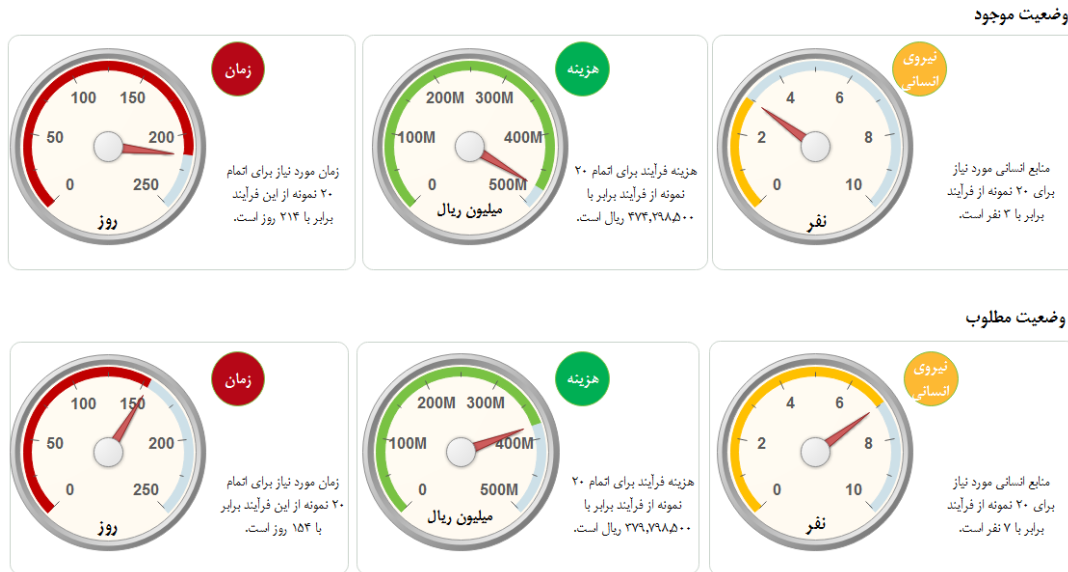 وضعیت موجود
نیروی
انسانی
4
6
2
8
0
10
نفر
منابع انسانی مورد نیاز
برای ۲۰ نمونه از فرآیند
برابر با ۳ نفر است.
هزینه
200M
300M
100M
400M
0
500M
میلیون ریال
هزینه فرآیند برای اتمام ۲۰
نمونه از فرآیند برابر با
۴۷۴,۲۹۸,۵۰۰ ریال است.
زمان
100
150
50
200
0
250
روز
زمان مورد نیاز برای اتمام
۲۰ نمونه از این فرآیند
برابر با ۲۱۴ روز است.
وضعیت مطلوب
نیروی
انسانی
4
6
2
8
0
10
نفر
منابع انسانی مورد نیاز
برای ۲۰ نمونه از فرآیند
برابر با ۷ نفر است.
هزینه
200M
300M
100M
400M
0
500M
میلیون ریال
هزینه فرآیند برای اتمام ۲۰
نمونه از فرآیند برابر با
۳۷۹,۷۹۸,۵۰۰ ریال است.
زمان
100
150
50
200
0
250
روز
زمان مورد نیاز برای اتمام
۲۰ نمونه از این فرآیند برابر
با ۱۵۴ روز است.